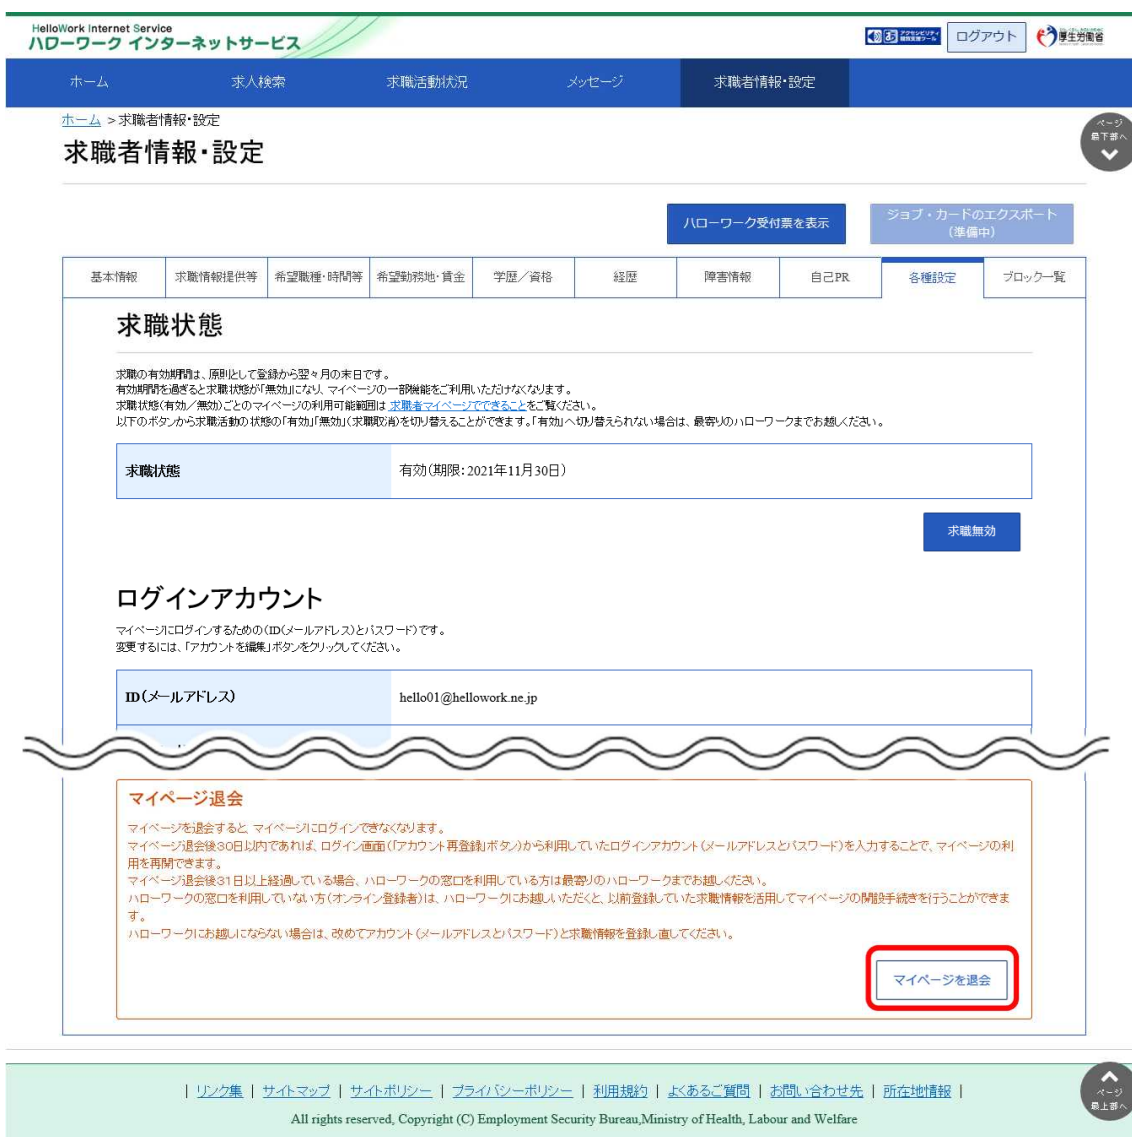 HelloWork Internet Service
ハローワーク インターネットサービス
ログアウト
厚生労働省
ホーム 求人検索 求職活動状況 メッセージ 求職者情報・設定
ホーム ＞求職者情報・設定
ページ
最下部へ
求職者情報・設定
ハローワーク受付票を表示
ジョブ・カードのエクスポート
（準備中）
基本情報 求職情報提供等 希望職種・時間等 希望勤務地・賃金 学歴／資格 経歴 障害情報 自己PR 各種設定 ブロック一覧
求職状態
求職の有効期間は、原則として登録から翌々月の末日です。
有効期間を過ぎると求職状態が「無効」になり、マイページの一部機能をご利用いただけなくなります。
求職状態（有効／無効）ごとのマイページの利用可能範囲は 求職者マイページでできることをご覧ください。
以下のボタンから求職活動の状態の「有効」「無効」（求職取消）を切り替えることができます。「有効」へ切り替えられない場合は、最寄りのハローワークまでお越しください。
求職状態 有効（期限：2021年11月30日）
求職無効
ログインアカウント
マイページにログインするための（ID（メールアドレス）とパスワード）です。
変更するには、「アカウントを編集」ボタンをクリックしてください。
ID（メールアドレス） hello01@hellowork.ne.jp
マイページ退会
マイページを退会すると、マイページにログインできなくなります。
マイページ退会後30日以内であれば、ログイン画面（「アカウント再登録」ボタン）から利用していたログインアカウント（メールアドレスとパスワード）を入力することで、マイページの利
用を再開できます。
マイページ退会後31日以上経過している場合、ハローワークの窓口を利用している方は最寄りのハローワークまでお越しください。
ハローワークの窓口を利用していない方（オンライン登録者）は、ハローワークにお越しいただくと、以前登録していた求職情報を活用してマイページの開設手続きを行うことができま
す。
ハローワークにお越しにならない場合は、改めてアカウント（メールアドレスとパスワード）と求職情報を登録し直してください。
マイページを退会
| リンク集 | サイトマップ | サイトポリシー | プライバシーポリシー | 利用規約 | よくあるご質問 | お問い合わせ先 | 所在地情報 |
ページ
最上部へ
All rights reserved, Copyright (C) Employment Security Bureau,Ministry of Health, Labour and Welfare